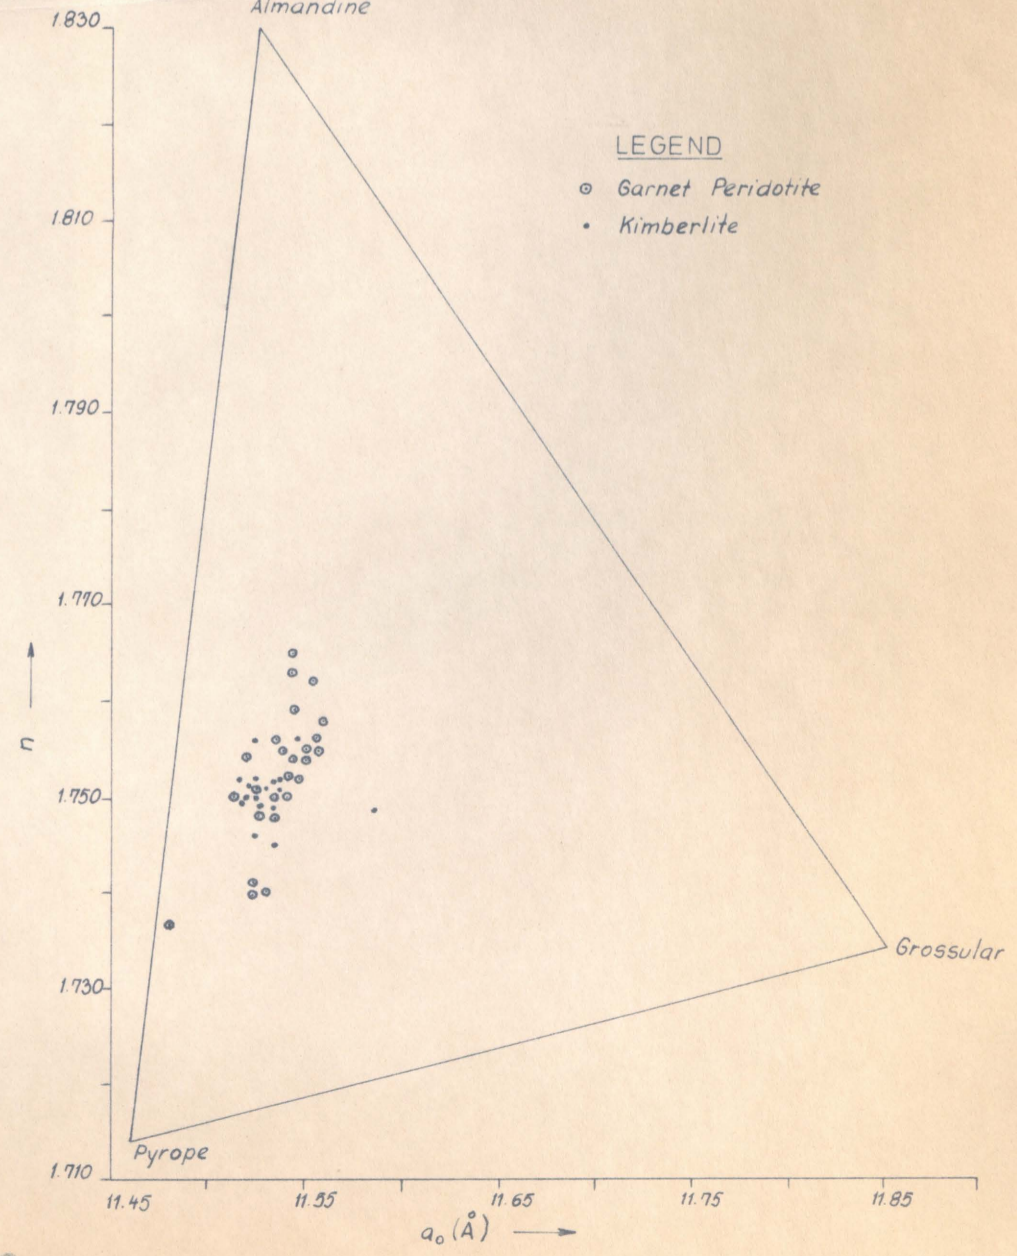 Almandine
1.830
LEGEND
Garnet Peridotite
1.810
Kimberlite
1.790
1.770
n
1.750
Grossular
1.730
Pyrope
1.710
11.45 11.55 11.65 11.75 11.85
a₀ (Å)